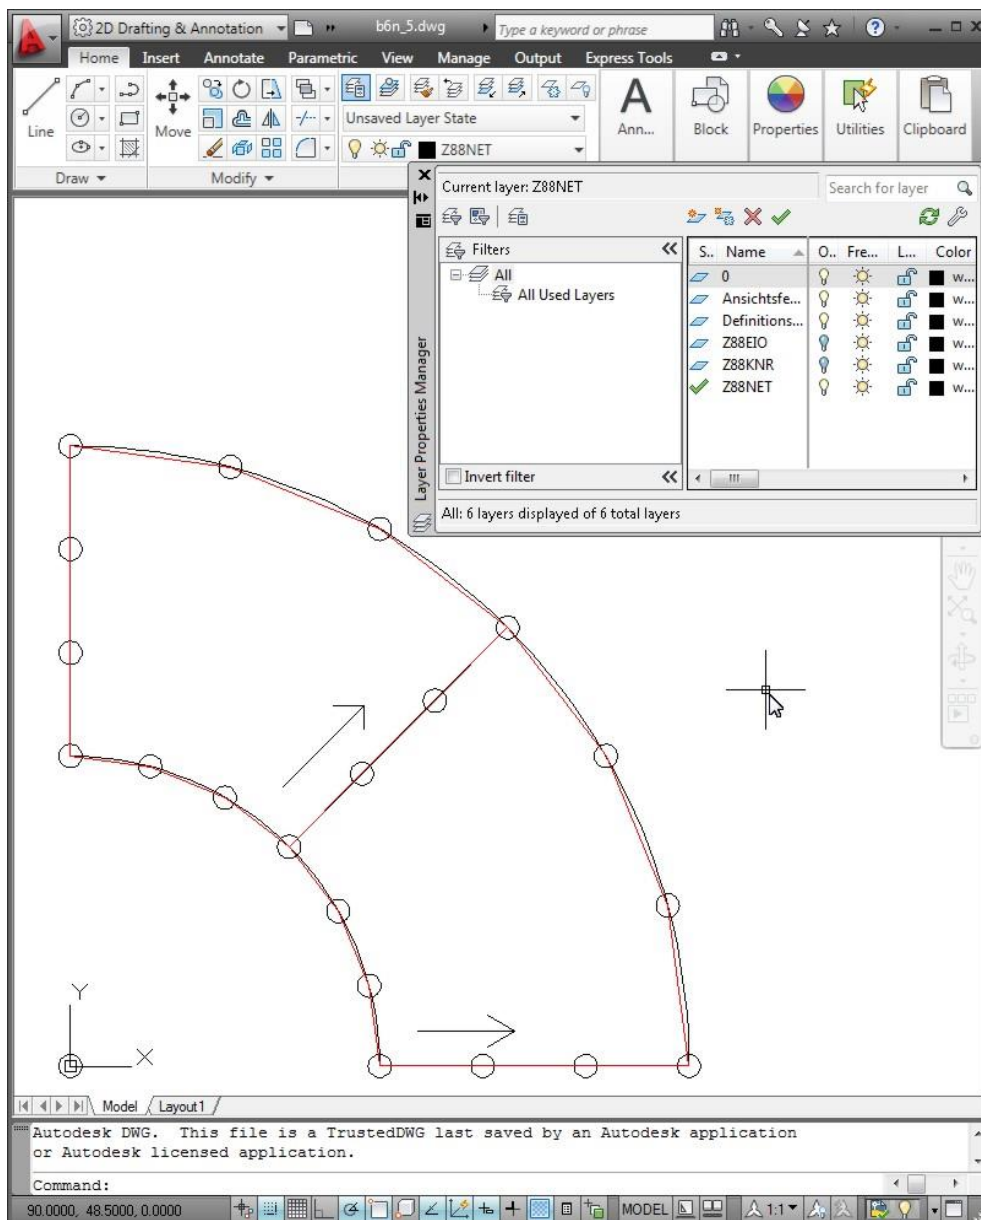 2D Drafting & Annotation
b6n_5.dwg
Type a keyword or phrase
Home Insert Annotate Parametric View Manage Output Express Tools
Line
Move
Unsaved Layer State
Z88NET
Ann...
Block
Properties
Utilities
Clipboard
Draw
Modify
Current layer: Z88NET
Search for layer
Filters
All
All Used Layers
S.. Name O.. Fre... L... Color
0 w...
Ansichtsfe... w...
Definitions... w...
Z88EIO w...
Z88KNR w...
Z88NET w...
Layer Properties Manager
Invert filter
All: 6 layers displayed of 6 total layers
Y
X
Model Layout1
Autodesk DWG. This file is a TrustedDWG last saved by an Autodesk application
or Autodesk licensed application.
Command:
90.0000, 48.5000, 0.0000
MODEL
1:1